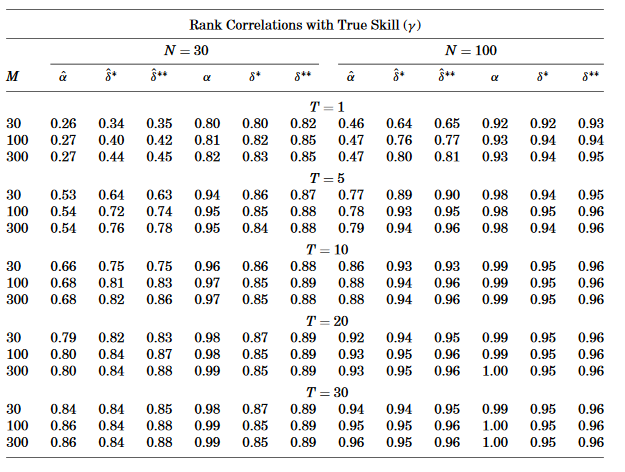 Rank Correlations with True Skill (γ)
N = 30 N = 100
M α̂ δ̂* δ̂** α δ* δ** α̂ δ̂* δ̂** α δ* δ**
T = 1
30 0.26 0.34 0.35 0.80 0.80 0.82 0.46 0.64 0.65 0.92 0.92 0.93
100 0.27 0.40 0.42 0.81 0.82 0.85 0.47 0.76 0.77 0.93 0.94 0.94
300 0.27 0.44 0.45 0.82 0.83 0.85 0.47 0.80 0.81 0.93 0.94 0.95
T = 5
30 0.53 0.64 0.63 0.94 0.86 0.87 0.77 0.89 0.90 0.98 0.94 0.95
100 0.54 0.72 0.74 0.95 0.85 0.88 0.78 0.93 0.95 0.98 0.95 0.96
300 0.54 0.76 0.78 0.95 0.84 0.88 0.79 0.94 0.96 0.98 0.94 0.96
T = 10
30 0.66 0.75 0.75 0.96 0.86 0.88 0.86 0.93 0.93 0.99 0.95 0.96
100 0.68 0.81 0.83 0.97 0.85 0.89 0.88 0.94 0.96 0.99 0.95 0.96
300 0.68 0.82 0.86 0.97 0.85 0.88 0.88 0.94 0.96 0.99 0.95 0.96
T = 20
30 0.79 0.82 0.83 0.98 0.87 0.89 0.92 0.94 0.95 0.99 0.95 0.96
100 0.80 0.84 0.87 0.98 0.85 0.89 0.93 0.95 0.96 0.99 0.95 0.96
300 0.80 0.84 0.88 0.99 0.85 0.89 0.93 0.95 0.96 1.00 0.95 0.96
T = 30
30 0.84 0.84 0.85 0.98 0.87 0.89 0.94 0.94 0.95 0.99 0.95 0.96
100 0.86 0.84 0.88 0.99 0.85 0.89 0.95 0.95 0.96 1.00 0.95 0.96
300 0.86 0.84 0.88 0.99 0.85 0.89 0.96 0.95 0.96 1.00 0.95 0.96